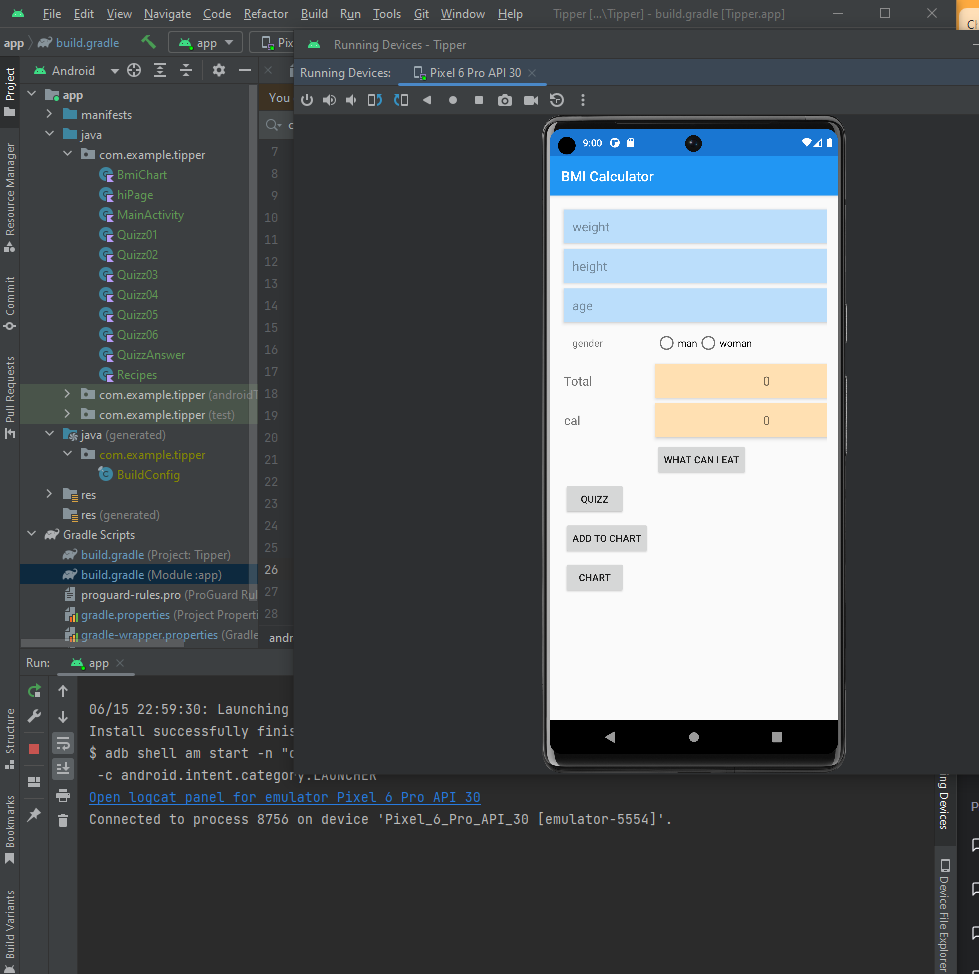 File Edit View Navigate Code Refactor Build Run Tools Git Window Help Tipper [...\Tipper] - build.gradle [Tipper.app]
app build.gradle app Pix
Running Devices - Tipper
Android
Running Devices: Pixel 6 Pro API 30
You
Project
Resource Manager
Commit
Pull Requests
Structure
Bookmarks
Build Variants
app
manifests
java
com.example.tipper
BmiChart
hiPage
MainActivity
Quizz01
Quizz02
Quizz03
Quizz04
Quizz05
Quizz06
QuizzAnswer
Recipes
com.example.tipper (androidT
com.example.tipper (test)
java (generated)
com.example.tipper
BuildConfig
res
res (generated)
Gradle Scripts
build.gradle (Project: Tipper)
build.gradle (Module :app)
proguard-rules.pro (ProGuard Rul
gradle.properties (Project Properti
gradle-wrapper.properties (Gradle
7
8
9
10
11
12
13
14
15
16
17
18
19
20
21
22
23
24
25
26
27
28
andr
9:00
BMI Calculator
weight
height
age
gender man woman
Total 0
cal 0
WHAT CAN I EAT
QUIZZ
ADD TO CHART
CHART
Run: app
06/15 22:59:30: Launching
Install successfully finis
$ adb shell am start -n "c
-c android.intent.category.LAUNCHER
Open logcat panel for emulator Pixel 6 Pro API 30
Connected to process 8756 on device 'Pixel_6_Pro_API_30 [emulator-5554]'.
ng Devices
Device File Explorer